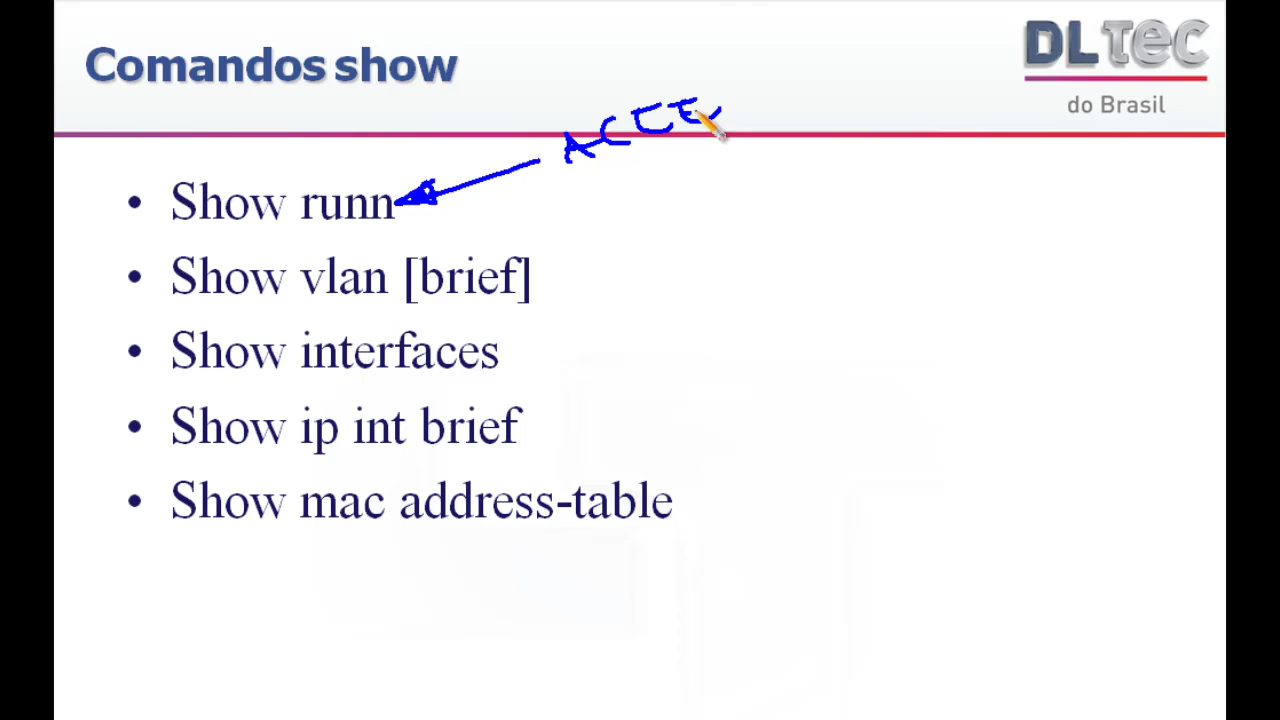 Comandos show
DLTEC
do Brasil
ACCE
• Show runn
• Show vlan [brief]
• Show interfaces
• Show ip int brief
• Show mac address-table